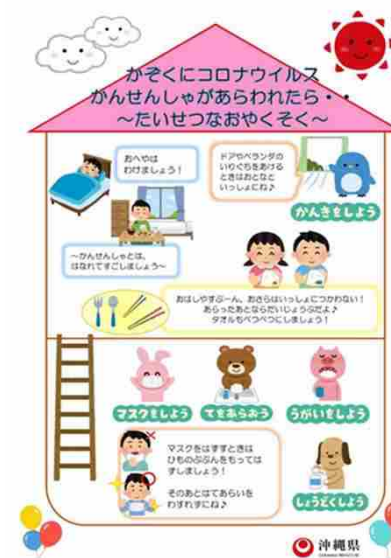 かぞくにコロナウイルス
かんせんしゃがあらわれたら・・
～たいせつなおやくそく～
おへやは
わけましょう！
ドアやベランダの
いりぐちをあける
ときはおとなと
いっしょにね♪
かんきをしよう
～かんせんしゃとは、
はなれてすごしましょう～
おはしやすぷーん、おさらはいっしょにつかわない！
あらったあとならだいじょうぶだよ♪
タオルもべつべつにしましょう！
マスクをしよう
てをあらおう
うがいをしよう
マスクをはずすときは
ひものぶぶんをもっては
ずしましょう！
そのあとはてあらいを
わすれずにね♪
しょうどくしよう
沖縄県